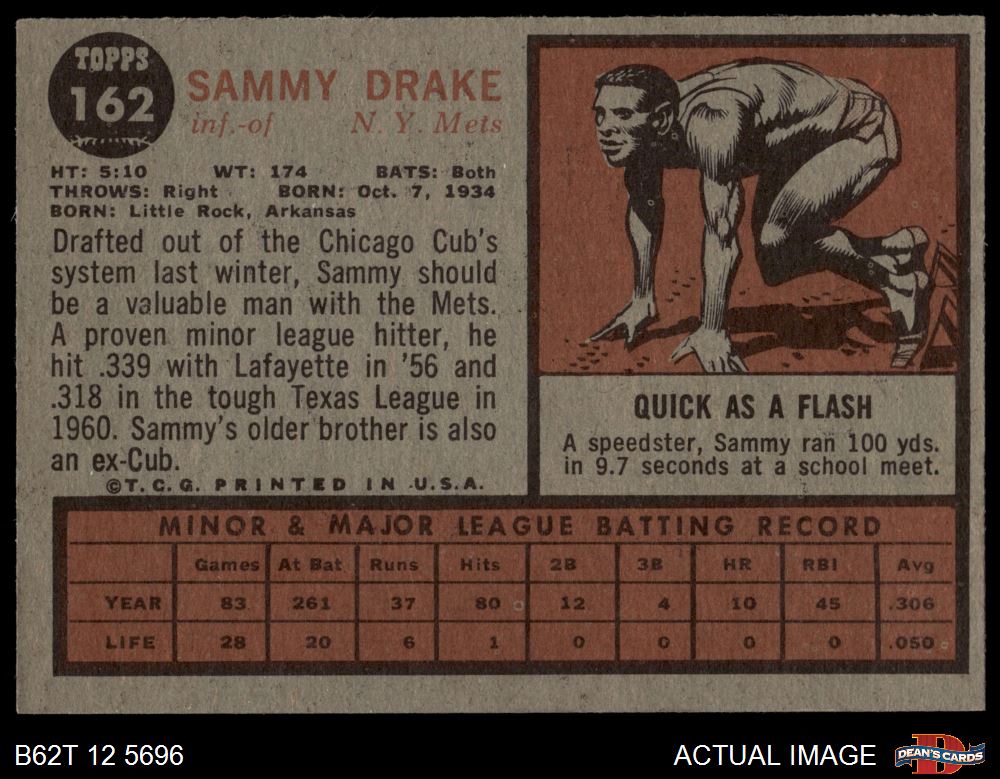 TOPPS
162
SAMMY DRAKE
inf.-of N. Y. Mets
HT: 5:10 WT: 174 BATS: Both
THROWS: Right BORN: Oct. 7, 1934
BORN: Little Rock, Arkansas
Drafted out of the Chicago Cub's
system last winter, Sammy should
be a valuable man with the Mets.
A proven minor league hitter, he
hit .339 with Lafayette in '56 and
.318 in the tough Texas League in
1960. Sammy's older brother is also
an ex-Cub.
©T.C.G. PRINTED IN U.S.A.
QUICK AS A FLASH
A speedster, Sammy ran 100 yds.
in 9.7 seconds at a school meet.
MINOR & MAJOR LEAGUE BATTING RECORD
Games At Bat Runs Hits 2B 3B HR RBI Avg
YEAR 83 261 37 80 12 4 10 45 .306
LIFE 28 20 6 1 0 0 0 0 .050
B62T 12 5696
ACTUAL IMAGE
D
DEAN'S CARDS